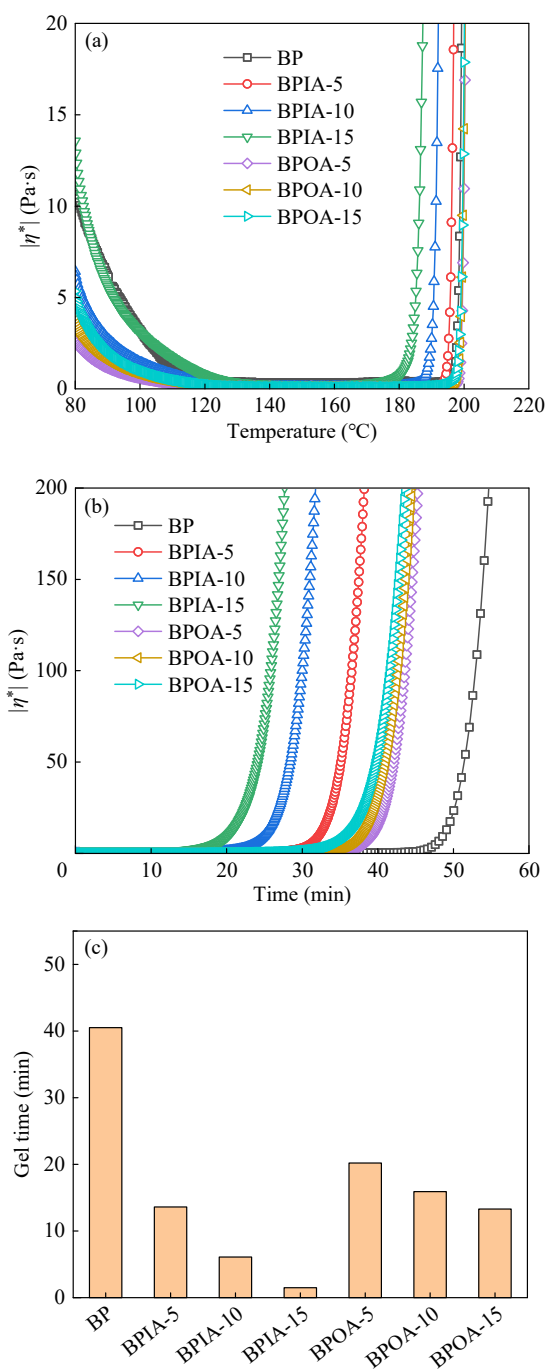 (a)
20
15
10
5
0
|η*| (Pa·s)
BP
BPIA-5
BPIA-10
BPIA-15
BPOA-5
BPOA-10
BPOA-15
80 100 120 140 160 180 200 220
Temperature (°C)
(b)
200
150
100
50
|η*| (Pa·s)
BP
BPIA-5
BPIA-10
BPIA-15
BPOA-5
BPOA-10
BPOA-15
0 10 20 30 40 50 60
Time (min)
(c)
50
40
30
20
10
0
Gel time (min)
BP BPIA-5 BPIA-10 BPIA-15 BPOA-5 BPOA-10 BPOA-15